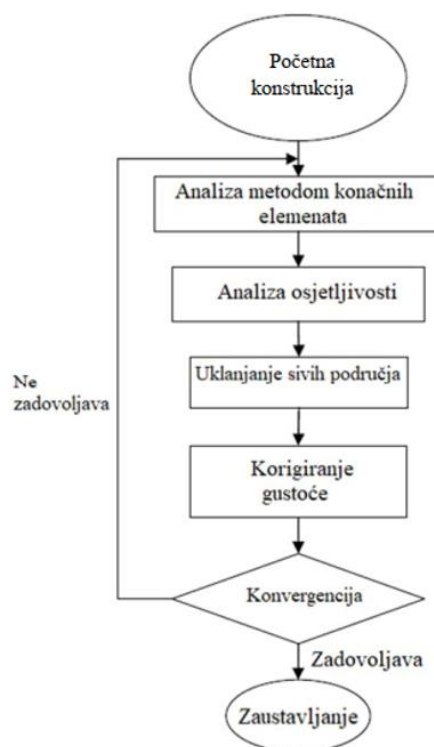 Početna
konstrukcija
Analiza metodom konačnih
elemenata
Analiza osjetljivosti
Uklanjanje sivih područja
Ne
zadovoljava
Korigiranje
gustoće
Konvergencija
Zadovoljava
Zaustavljanje